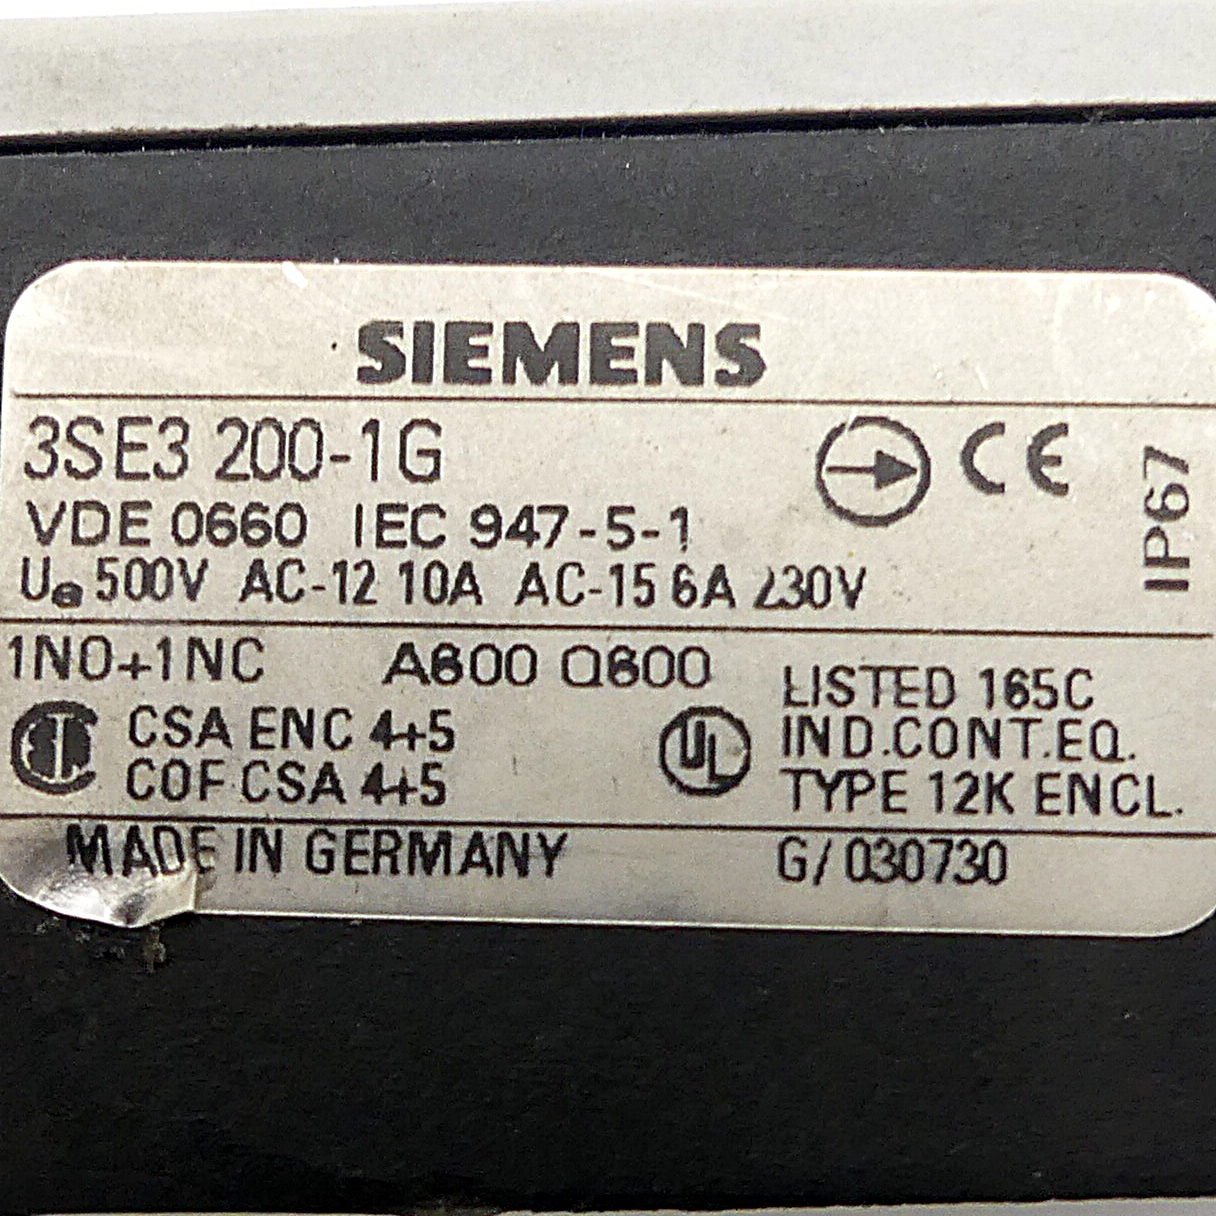 SIEMENS
3SE3 200-1G
CE
IP67
VDE 0660 IEC 947-5-1
Ue 500V AC-12 10A AC-15 6A 230V
1NO+1NC A600 Q600
LISTED 165C
CSA ENC 4+5
UL
IND.CONT.EQ.
COF CSA 4+5
TYPE 12K ENCL.
MADE IN GERMANY G/030730